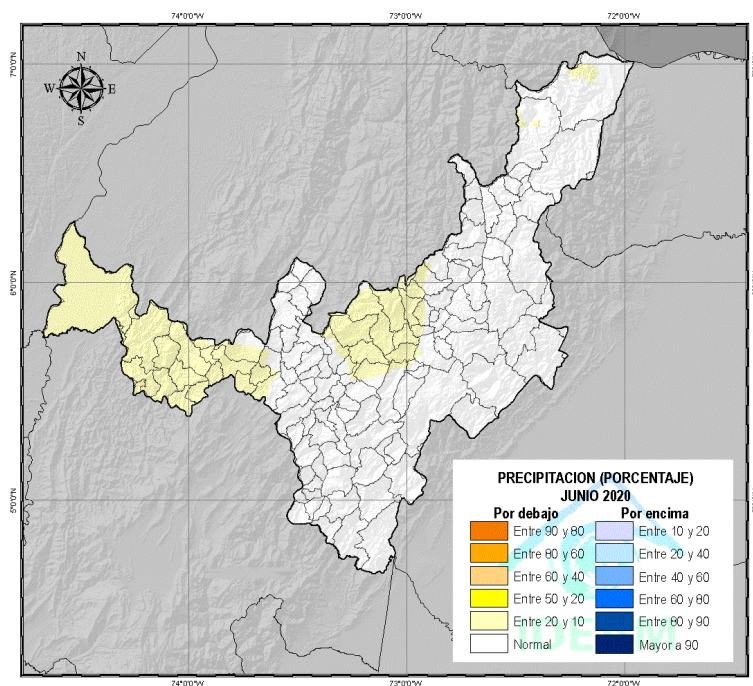 74°0'0"W 73°0'0"W 72°0'0"W
7°0'0"N
6°0'0"N
5°0'0"N
N
W E
S
PRECIPITACION (PORCENTAJE)
JUNIO 2020
Por debajo Por encima
Entre 90 y 80 Entre 10 y 20
Entre 80 y 60 Entre 20 y 40
Entre 60 y 40 Entre 40 y 60
Entre 50 y 20 Entre 60 y 80
Entre 20 y 10 Entre 80 y 90
Normal Mayor a 90
IDEAM
74°0'0"W 73°0'0"W 72°0'0"W